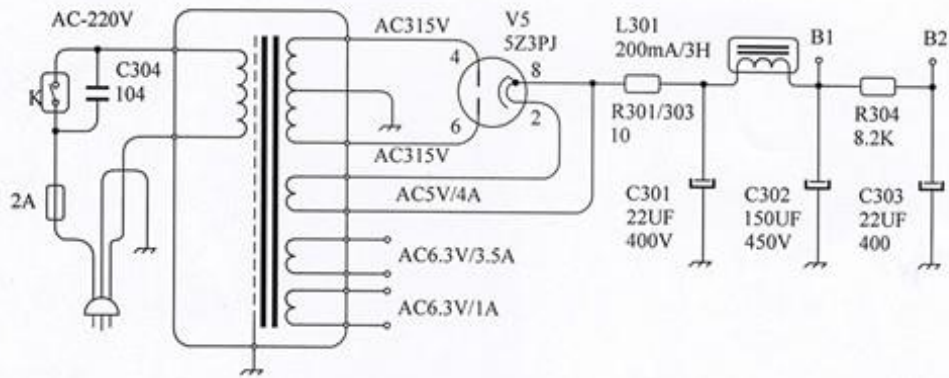 AC-220V
K
C304
104
2A
AC315V
4
6
AC315V
V5
5Z3PJ
8
2
AC5V/4A
AC6.3V/3.5A
AC6.3V/1A
L301
200mA/3H
R301/303
10
C301
22UF
400V
B1
C302
150UF
450V
B2
R304
8.2K
C303
22UF
400